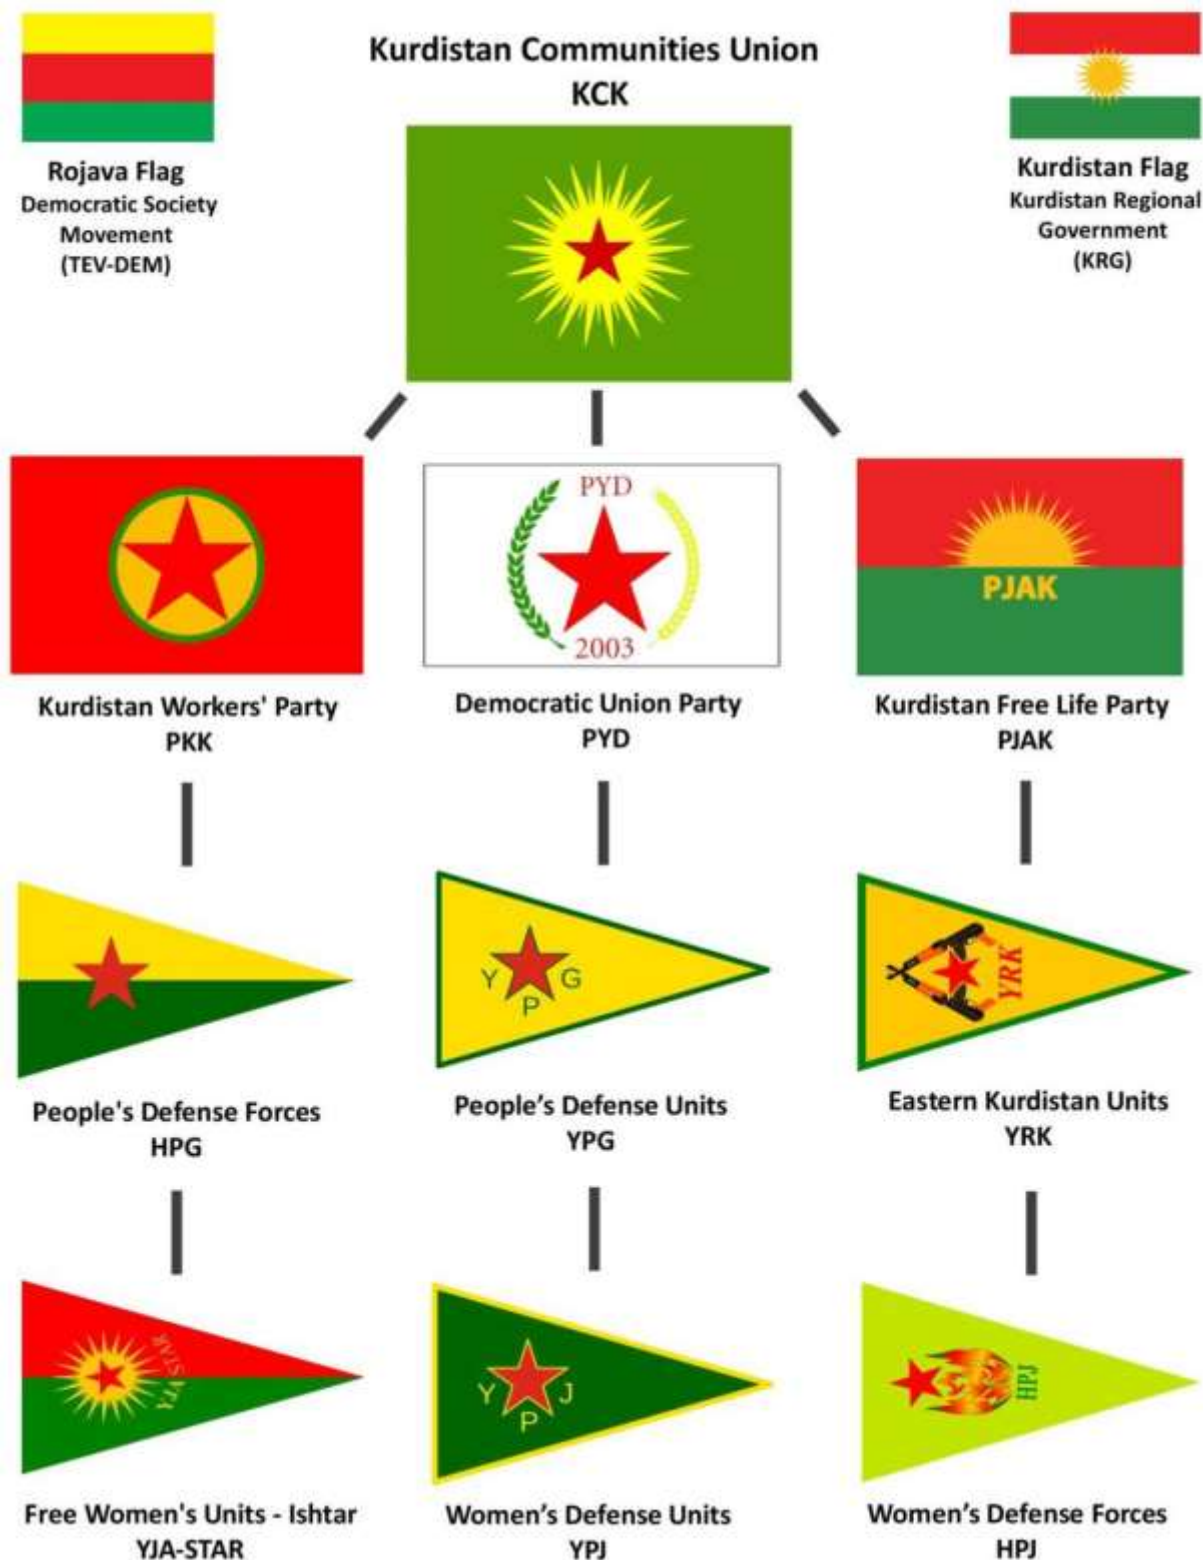 Kurdistan Communities Union
KCK
Rojava Flag
Democratic Society
Movement
(TEV-DEM)
Kurdistan Flag
Kurdistan Regional
Government
(KRG)
PYD
2003
PJAK
Kurdistan Workers' Party
PKK
Democratic Union Party
PYD
Kurdistan Free Life Party
PJAK
Y P G
YRK
People's Defense Forces
HPG
People’s Defense Units
YPG
Eastern Kurdistan Units
YRK
YJA STAR
Y P J
HPJ
Free Women's Units - Ishtar
YJA-STAR
Women’s Defense Units
YPJ
Women’s Defense Forces
HPJ